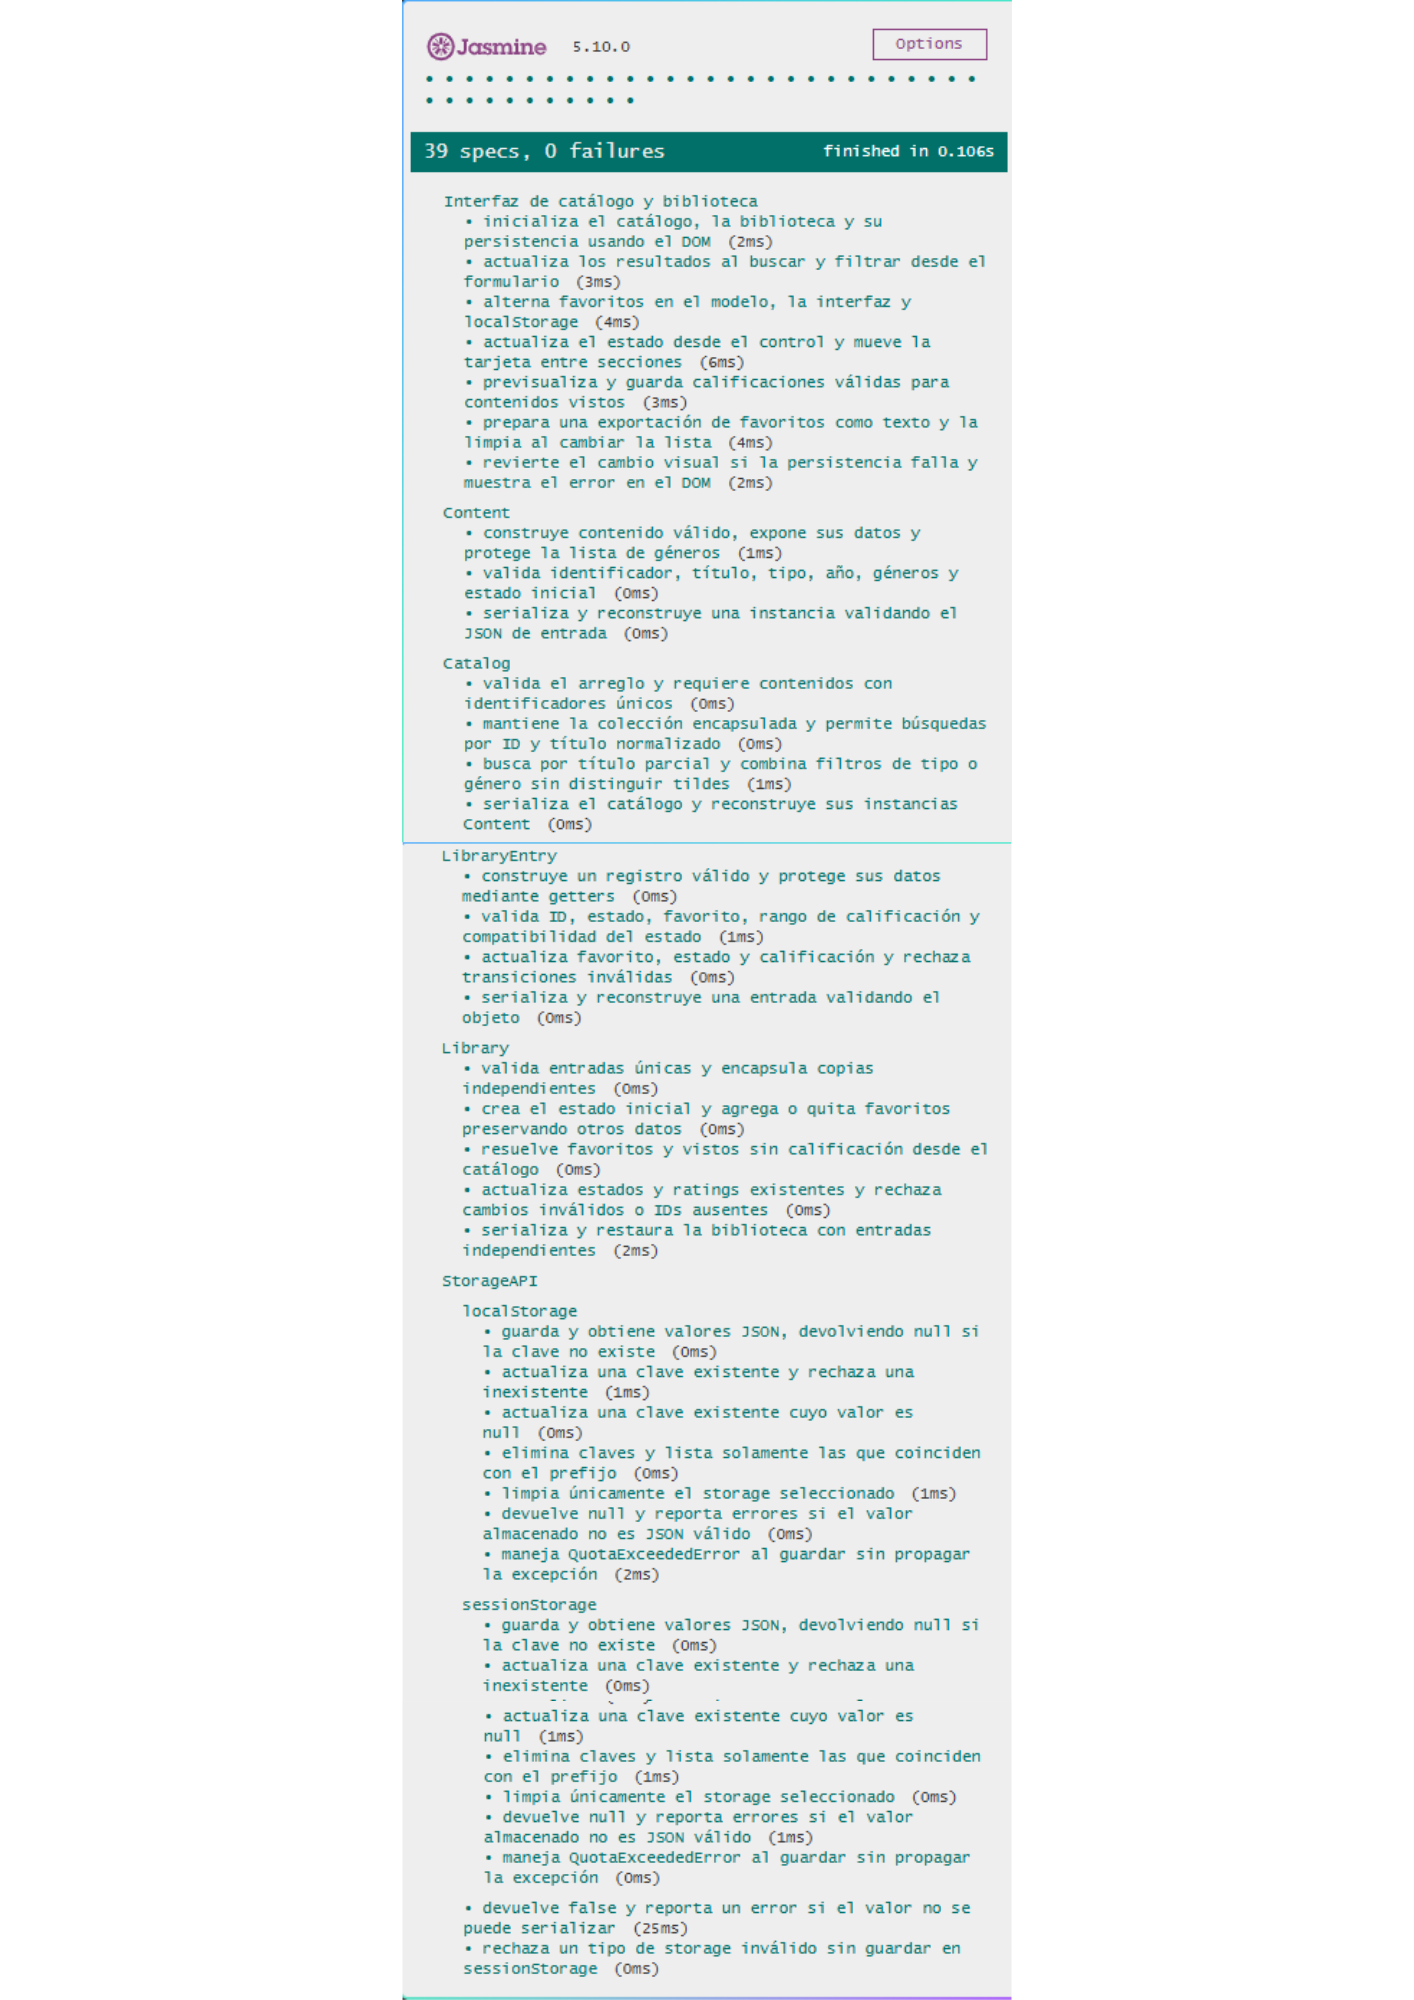 Jasmine 5.10.0 Options
39 specs, 0 failures finished in 0.106s
Interfaz de catálogo y biblioteca
• inicializa el catálogo, la biblioteca y su
persistencia usando el DOM (2ms)
• actualiza los resultados al buscar y filtrar desde el
formulario (3ms)
• alterna favoritos en el modelo, la interfaz y
localStorage (4ms)
• actualiza el estado desde el control y mueve la
tarjeta entre secciones (6ms)
• previsualiza y guarda calificaciones válidas para
contenidos vistos (3ms)
• prepara una exportación de favoritos como texto y la
limpia al cambiar la lista (4ms)
• revierte el cambio visual si la persistencia falla y
muestra el error en el DOM (2ms)
Content
• construye contenido válido, expone sus datos y
protege la lista de géneros (1ms)
• valida identificador, título, tipo, año, géneros y
estado inicial (0ms)
• serializa y reconstruye una instancia validando el
JSON de entrada (0ms)
Catalog
• valida el arreglo y requiere contenidos con
identificadores únicos (0ms)
• mantiene la colección encapsulada y permite búsquedas
por ID y título normalizado (0ms)
• busca por título parcial y combina filtros de tipo o
género sin distinguir tildes (1ms)
• serializa el catálogo y reconstruye sus instancias
Content (0ms)
LibraryEntry
• construye un registro válido y protege sus datos
mediante getters (0ms)
• valida ID, estado, favorito, rango de calificación y
compatibilidad del estado (1ms)
• actualiza favorito, estado y calificación y rechaza
transiciones inválidas (0ms)
• serializa y reconstruye una entrada validando el
objeto (0ms)
Library
• valida entradas únicas y encapsula copias
independientes (0ms)
• crea el estado inicial y agrega o quita favoritos
preservando otros datos (0ms)
• resuelve favoritos y vistos sin calificación desde el
catálogo (0ms)
• actualiza estados y ratings existentes y rechaza
cambios inválidos o IDs ausentes (0ms)
• serializa y restaura la biblioteca con entradas
independientes (2ms)
StorageAPI
localStorage
• guarda y obtiene valores JSON, devolviendo null si
la clave no existe (0ms)
• actualiza una clave existente y rechaza una
inexistente (1ms)
• actualiza una clave existente cuyo valor es
null (0ms)
• elimina claves y lista solamente las que coinciden
con el prefijo (0ms)
• limpia únicamente el storage seleccionado (1ms)
• devuelve null y reporta errores si el valor
almacenado no es JSON válido (0ms)
• maneja QuotaExceededError al guardar sin propagar
la excepción (2ms)
sessionStorage
• guarda y obtiene valores JSON, devolviendo null si
la clave no existe (0ms)
• actualiza una clave existente y rechaza una
inexistente (0ms)
• actualiza una clave existente cuyo valor es
null (1ms)
• elimina claves y lista solamente las que coinciden
con el prefijo (1ms)
• limpia únicamente el storage seleccionado (0ms)
• devuelve null y reporta errores si el valor
almacenado no es JSON válido (1ms)
• maneja QuotaExceededError al guardar sin propagar
la excepción (0ms)
• devuelve false y reporta un error si el valor no se
puede serializar (25ms)
• rechaza un tipo de storage inválido sin guardar en
sessionStorage (0ms)